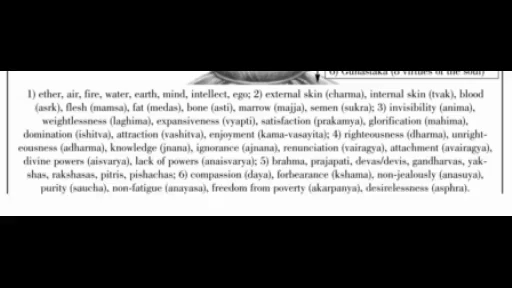 6) Gunastaka (8 virtues of the soul)
1) ether, air, fire, water, earth, mind, intellect, ego; 2) external skin (charma), internal skin (tvak), blood
(asrk), flesh (mamsa), fat (medas), bone (asti), marrow (majja), semen (sukra); 3) invisibility (anima),
weightlessness (laghima), expansiveness (vyapti), satisfaction (prakamya), glorification (mahima),
domination (ishitva), attraction (vashitva), enjoyment (kama-vasayita); 4) righteousness (dharma), unright-
eousness (adharma), knowledge (jnana), ignorance (ajnana), renunciation (vairagya), attachment (avairagya),
divine powers (aisvarya), lack of powers (anaisvarya); 5) brahma, prajapati, devas/devis, gandharvas, yak-
shas, rakshasas, pitris, pishachas; 6) compassion (daya), forbearance (kshama), non-jealously (anasuya),
purity (saucha), non-fatigue (anayasa), freedom from poverty (akarpanya), desirelessness (asphra).